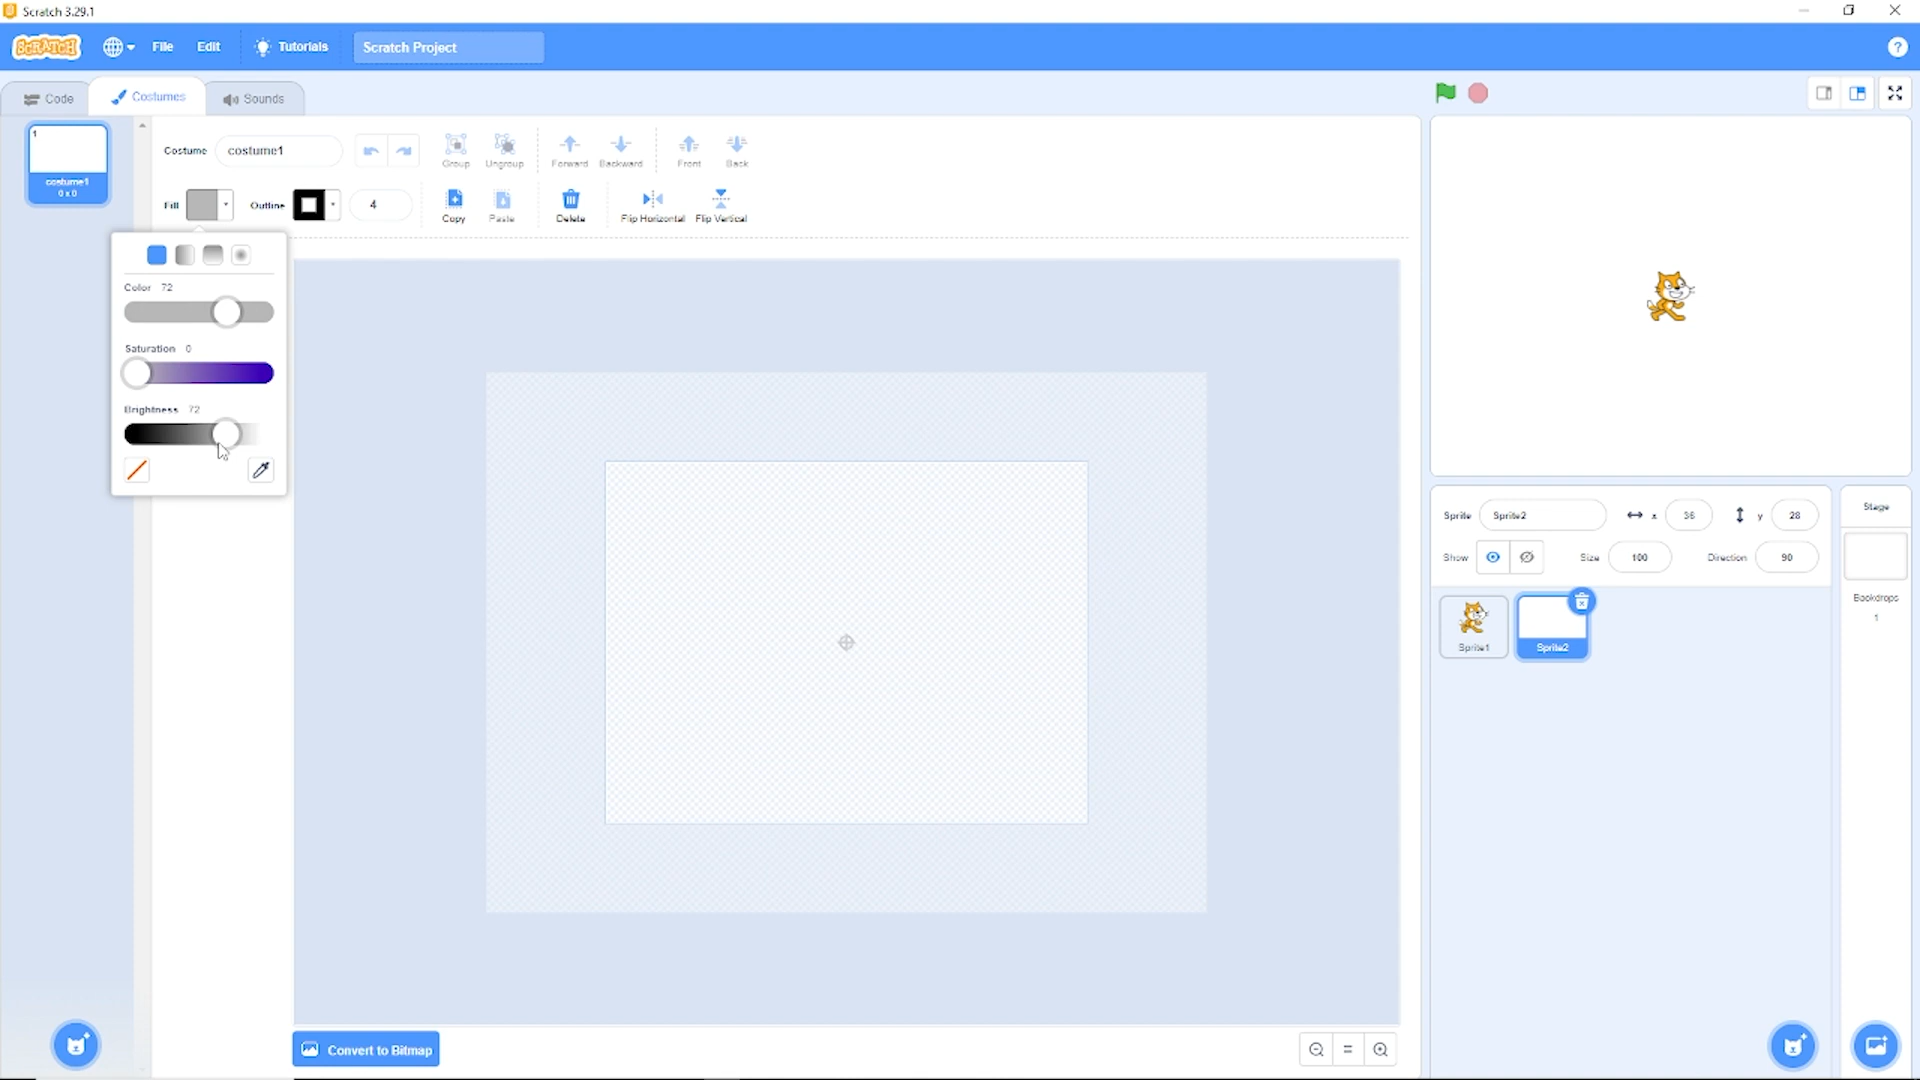 Scratch 3.29.1
SCRATCH
File
Edit
Tutorials
Scratch Project
?
Code
Costumes
Sounds
1
costume1
0 x 0
Costume
costume1
Group
Ungroup
Forward
Backward
Front
Back
Fill
Outline
4
Copy
Paste
Delete
Flip Horizontal
Flip Vertical
Color 72
Saturation 0
Brightness 72
Convert to Bitmap
Sprite
Sprite2
x
36
y
28
Show
Size
100
Direction
90
Sprite1
Sprite2
Stage
Backdrops
1